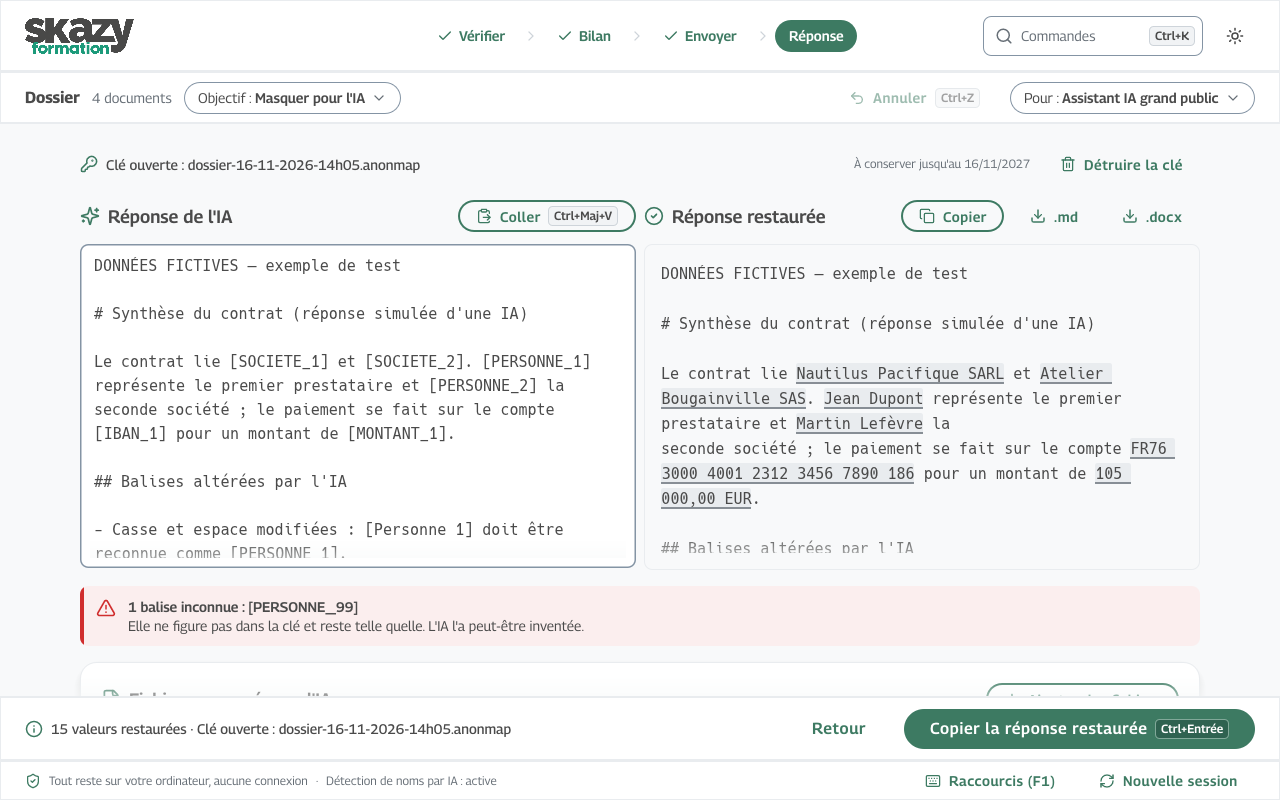 skazy
formation
Vérifier
Bilan
Envoyer
Réponse
Commandes Ctrl+K
Dossier 4 documents Objectif : Masquer pour l'IA
Annuler Ctrl+Z
Pour : Assistant IA grand public
Clé ouverte : dossier-16-11-2026-14h05.anonmap
À conserver jusqu'au 16/11/2027
Détruire la clé
Réponse de l'IA
Coller Ctrl+Maj+V
DONNÉES FICTIVES — exemple de test
# Synthèse du contrat (réponse simulée d'une IA)
Le contrat lie [SOCIETE_1] et [SOCIETE_2]. [PERSONNE_1]
représente le premier prestataire et [PERSONNE_2] la
seconde société ; le paiement se fait sur le compte
[IBAN_1] pour un montant de [MONTANT_1].
## Balises altérées par l'IA
- Casse et espace modifiées : [Personne 1] doit être
reconnue comme [PERSONNE_1].
Réponse restaurée
Copier
.md
.docx
DONNÉES FICTIVES — exemple de test
# Synthèse du contrat (réponse simulée d'une IA)
Le contrat lie Nautilus Pacifique SARL et Atelier
Bougainville SAS. Jean Dupont représente le premier
prestataire et Martin Lefèvre la
seconde société ; le paiement se fait sur le compte FR76
3000 4001 2312 3456 7890 186 pour un montant de 105
000,00 EUR.
## Balises altérées par l'IA
1 balise inconnue : [PERSONNE_99]
Elle ne figure pas dans la clé et reste telle quelle. L'IA l'a peut-être inventée.
15 valeurs restaurées · Clé ouverte : dossier-16-11-2026-14h05.anonmap
Retour
Copier la réponse restaurée Ctrl+Entrée
Tout reste sur votre ordinateur, aucune connexion · Détection de noms par IA : active
Raccourcis (F1)
Nouvelle session